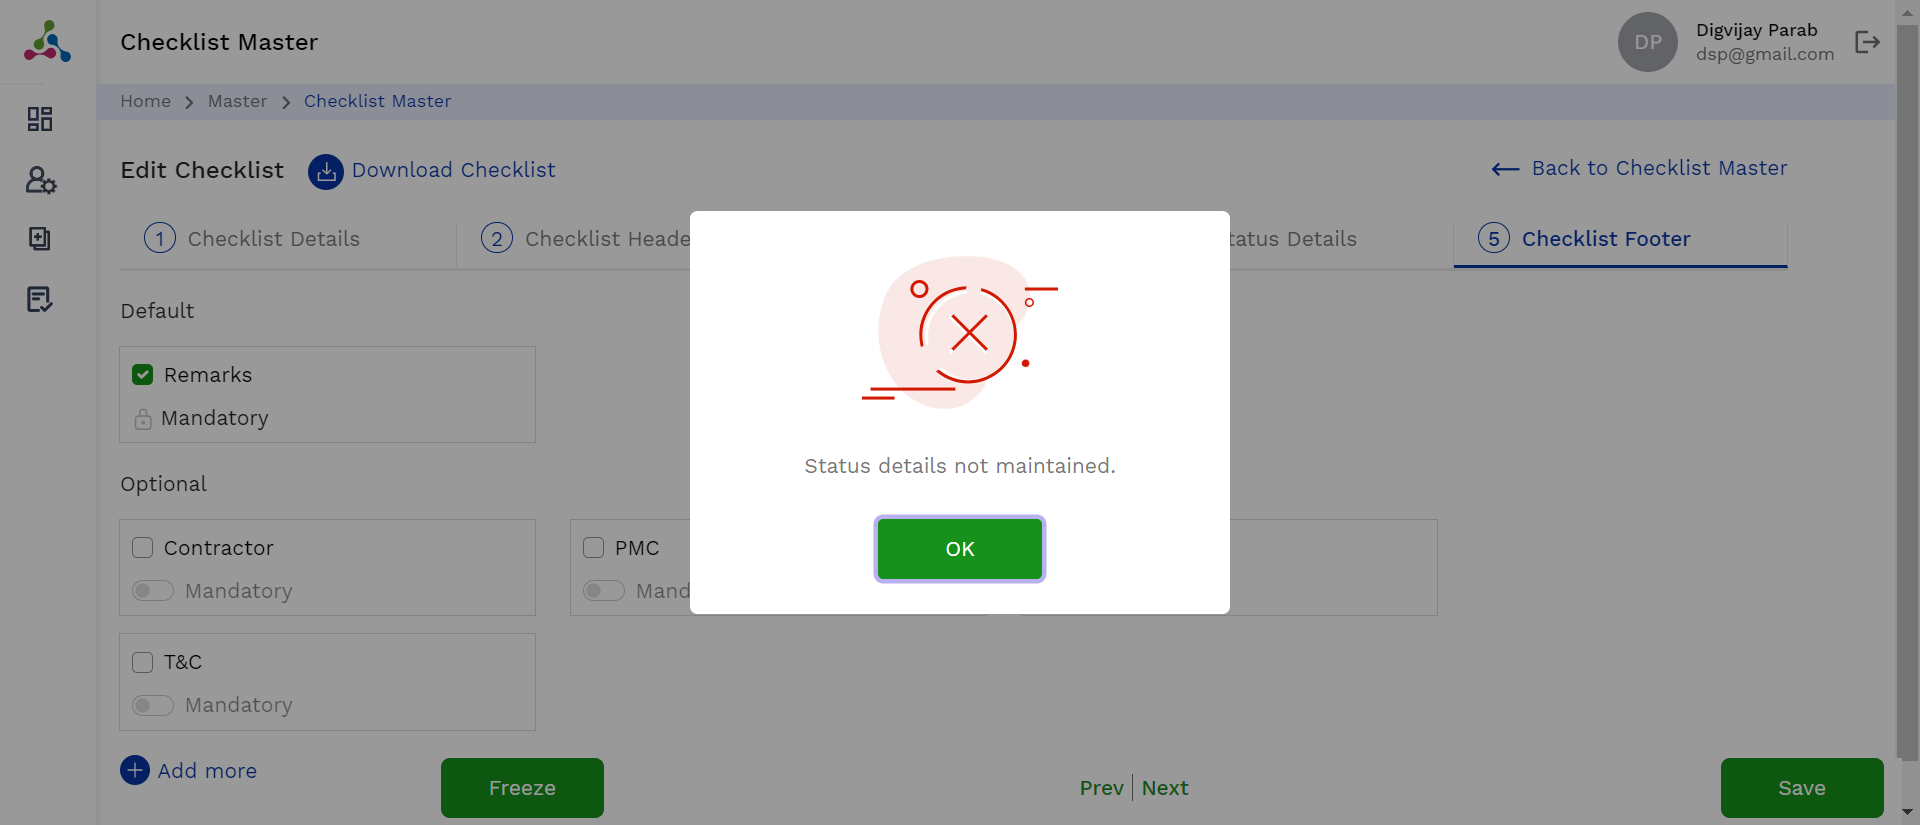 Checklist Master
DP
Digvijay Parab
dsp@gmail.com
Home > Master > Checklist Master
Edit Checklist
Download Checklist
Back to Checklist Master
1 Checklist Details
2 Checklist Heade
tatus Details
5 Checklist Footer
Default
Remarks
Mandatory
Status details not maintained.
OK
Optional
Contractor
Mandatory
PMC
Mand
T&C
Mandatory
Add more
Freeze
Prev | Next
Save